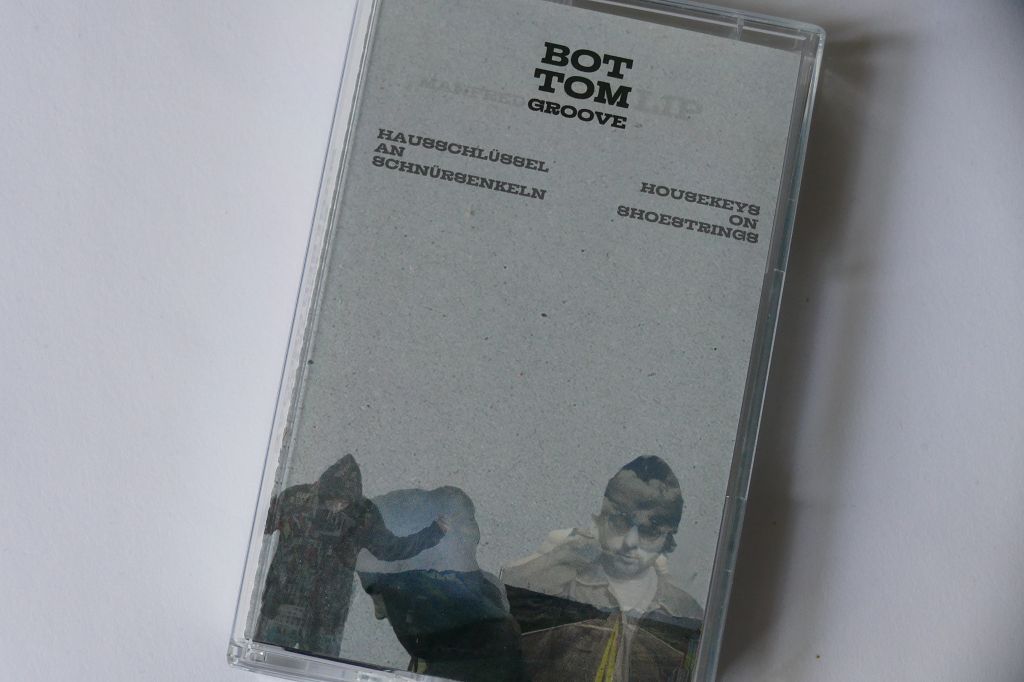 BOT
TOM
GROOVE
HAUSSCHLÜSSEL
AN
SCHNÜRSENKELN
HOUSEKEYS
ON
SHOESTRINGS